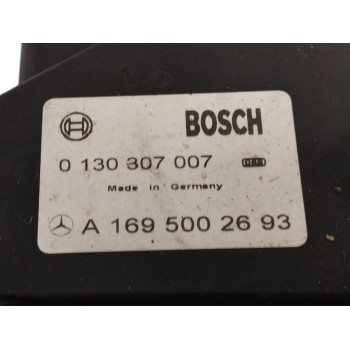 BOSCH
0 130 307 007
Made in Germany
A 169 500 26 93